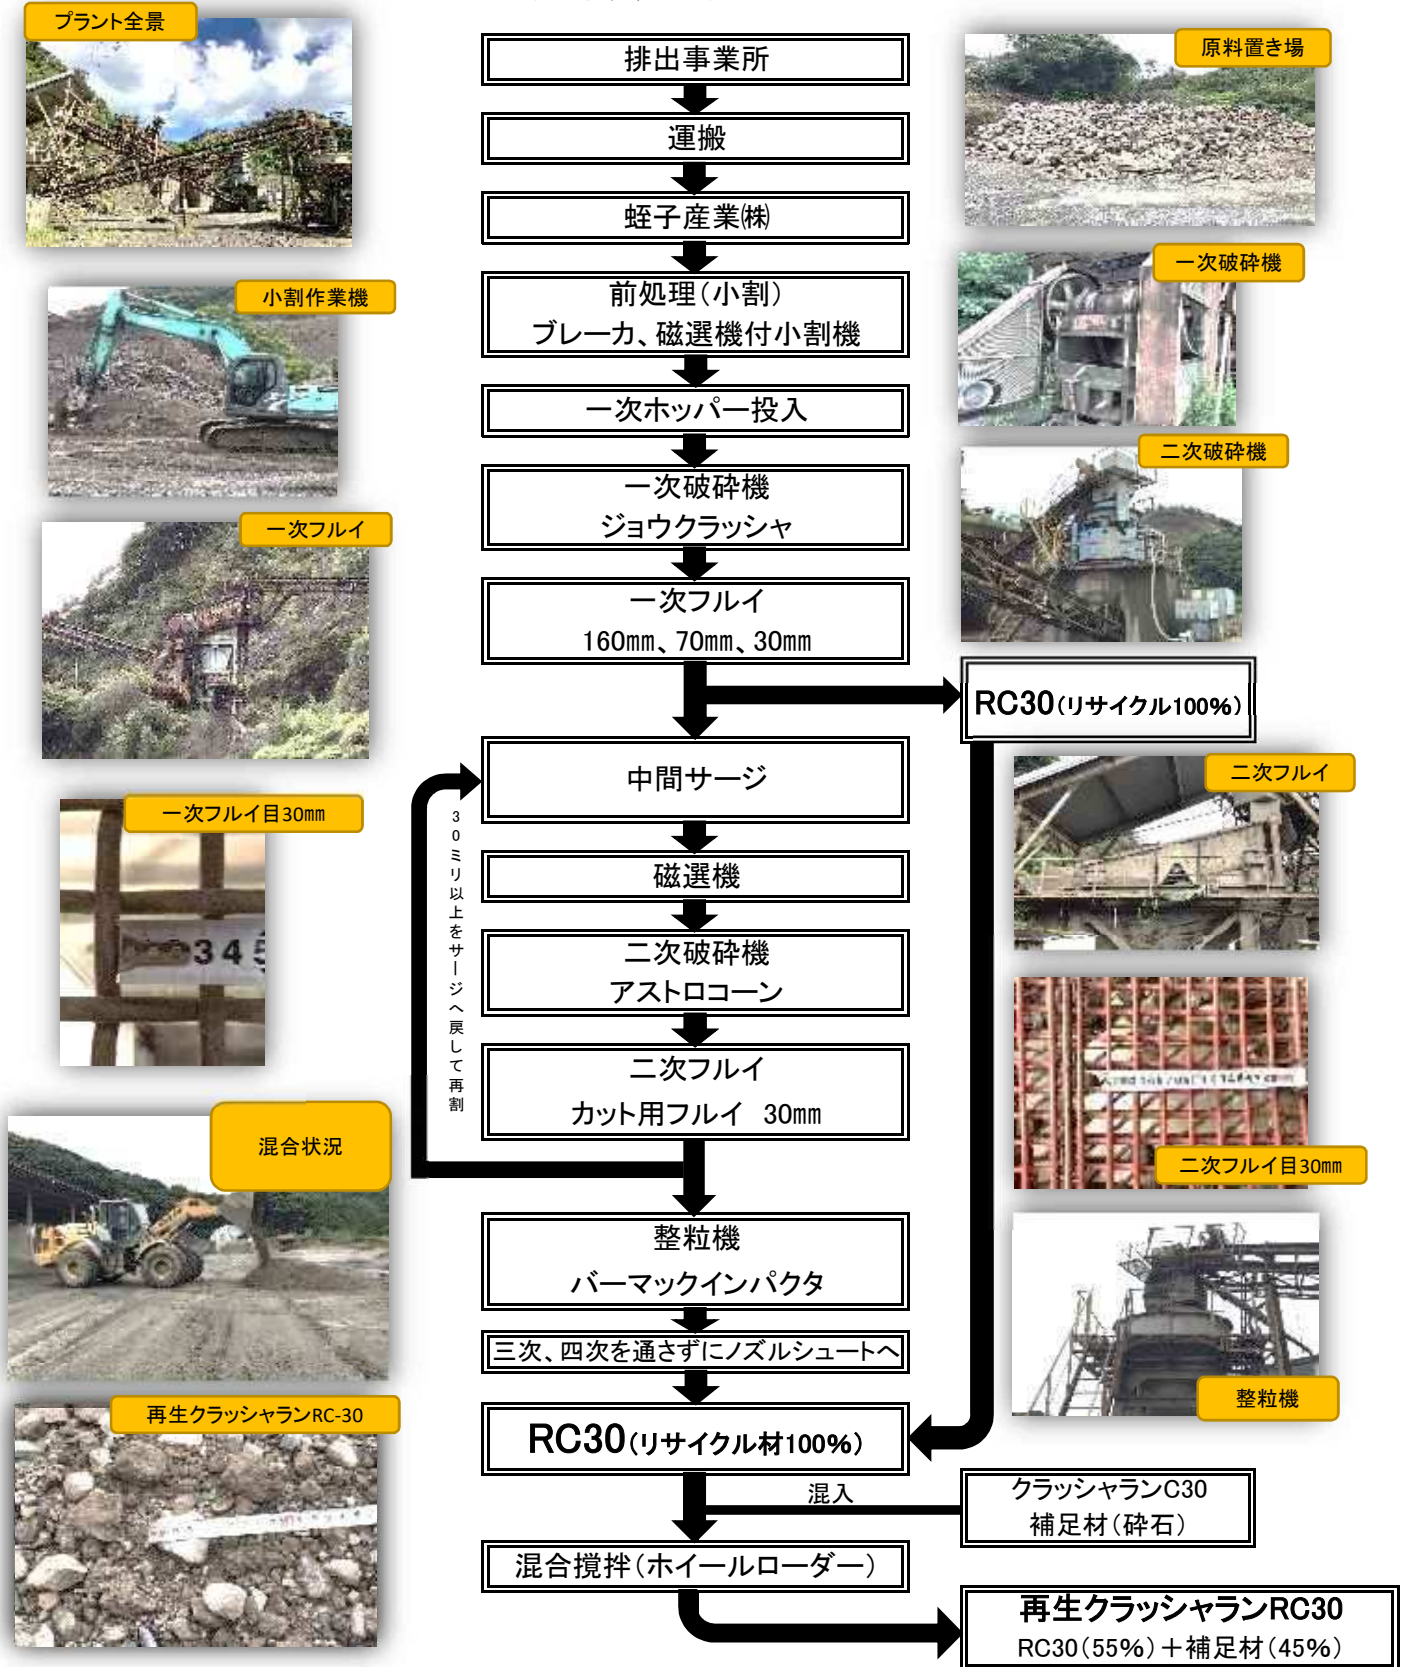 プラント全景
排出事業所
原料置き場
運搬
蛭子産業㈱
一次破砕機
小割作業機
前処理（小割）
ブレーカ、磁選機付小割機
一次ホッパー投入
二次破砕機
一次破砕機
ジョウクラッシャ
一次フルイ
一次フルイ
160㎜、70㎜、30㎜
RC30（リサイクル100％）
中間サージ
二次フルイ
一次フルイ目30㎜
30ミリ以上をサージへ戻して再割
磁選機
345
二次破砕機
アストロコーン
二次フルイ
カット用フルイ　30㎜
混合状況
二次フルイ目30㎜
整粒機
バーマックインパクタ
三次、四次を通さずにノズルシュートへ
整粒機
再生クラッシャランRC-30
RC30（リサイクル材100％）
混入
クラッシャランC30
補足材（砕石）
混合撹拌（ホイールローダー）
再生クラッシャランRC30
RC30（55％）＋補足材（45％）